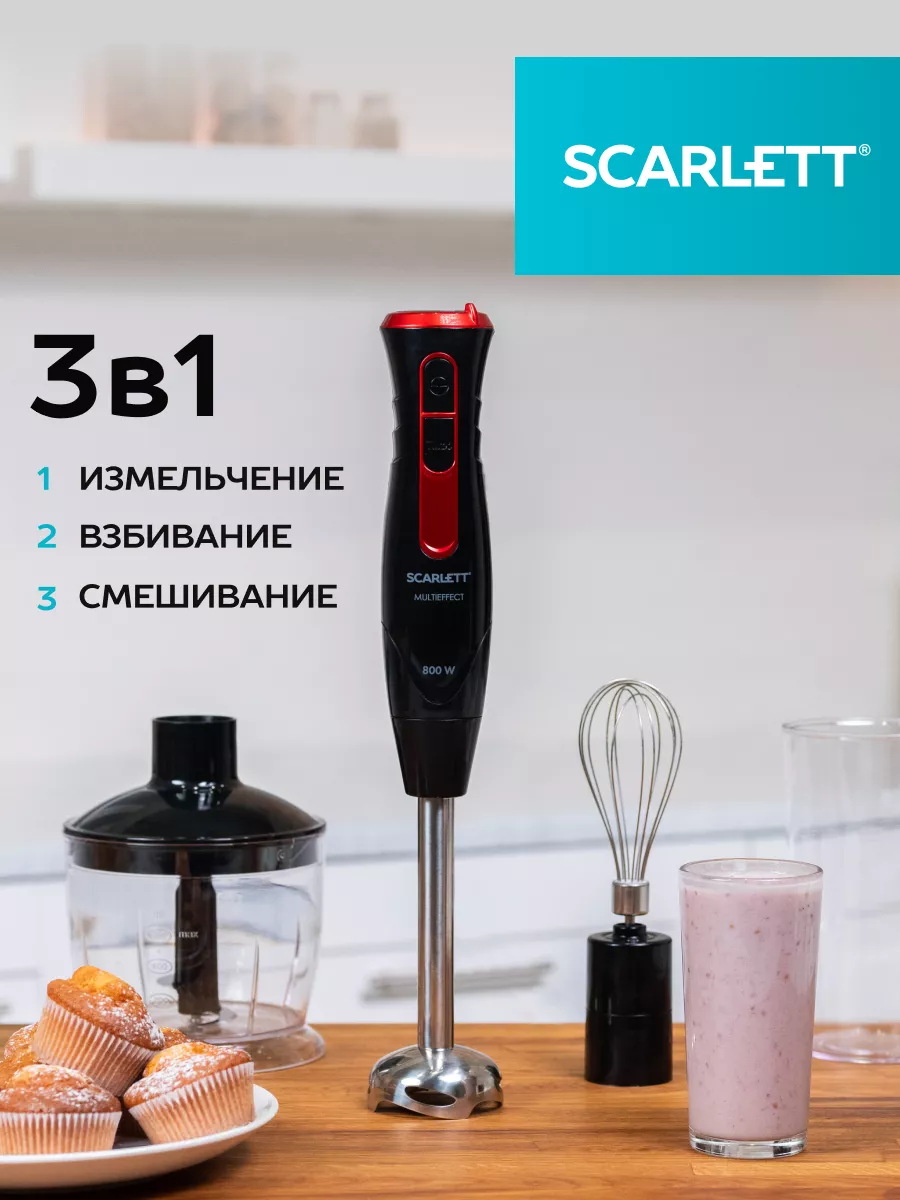 SCARLETT®
3в1
1 ИЗМЕЛЬЧЕНИЕ
2 ВЗБИВАНИЕ
3 СМЕШИВАНИЕ
SCARLETT
MULTIEFFECT
800 W
max